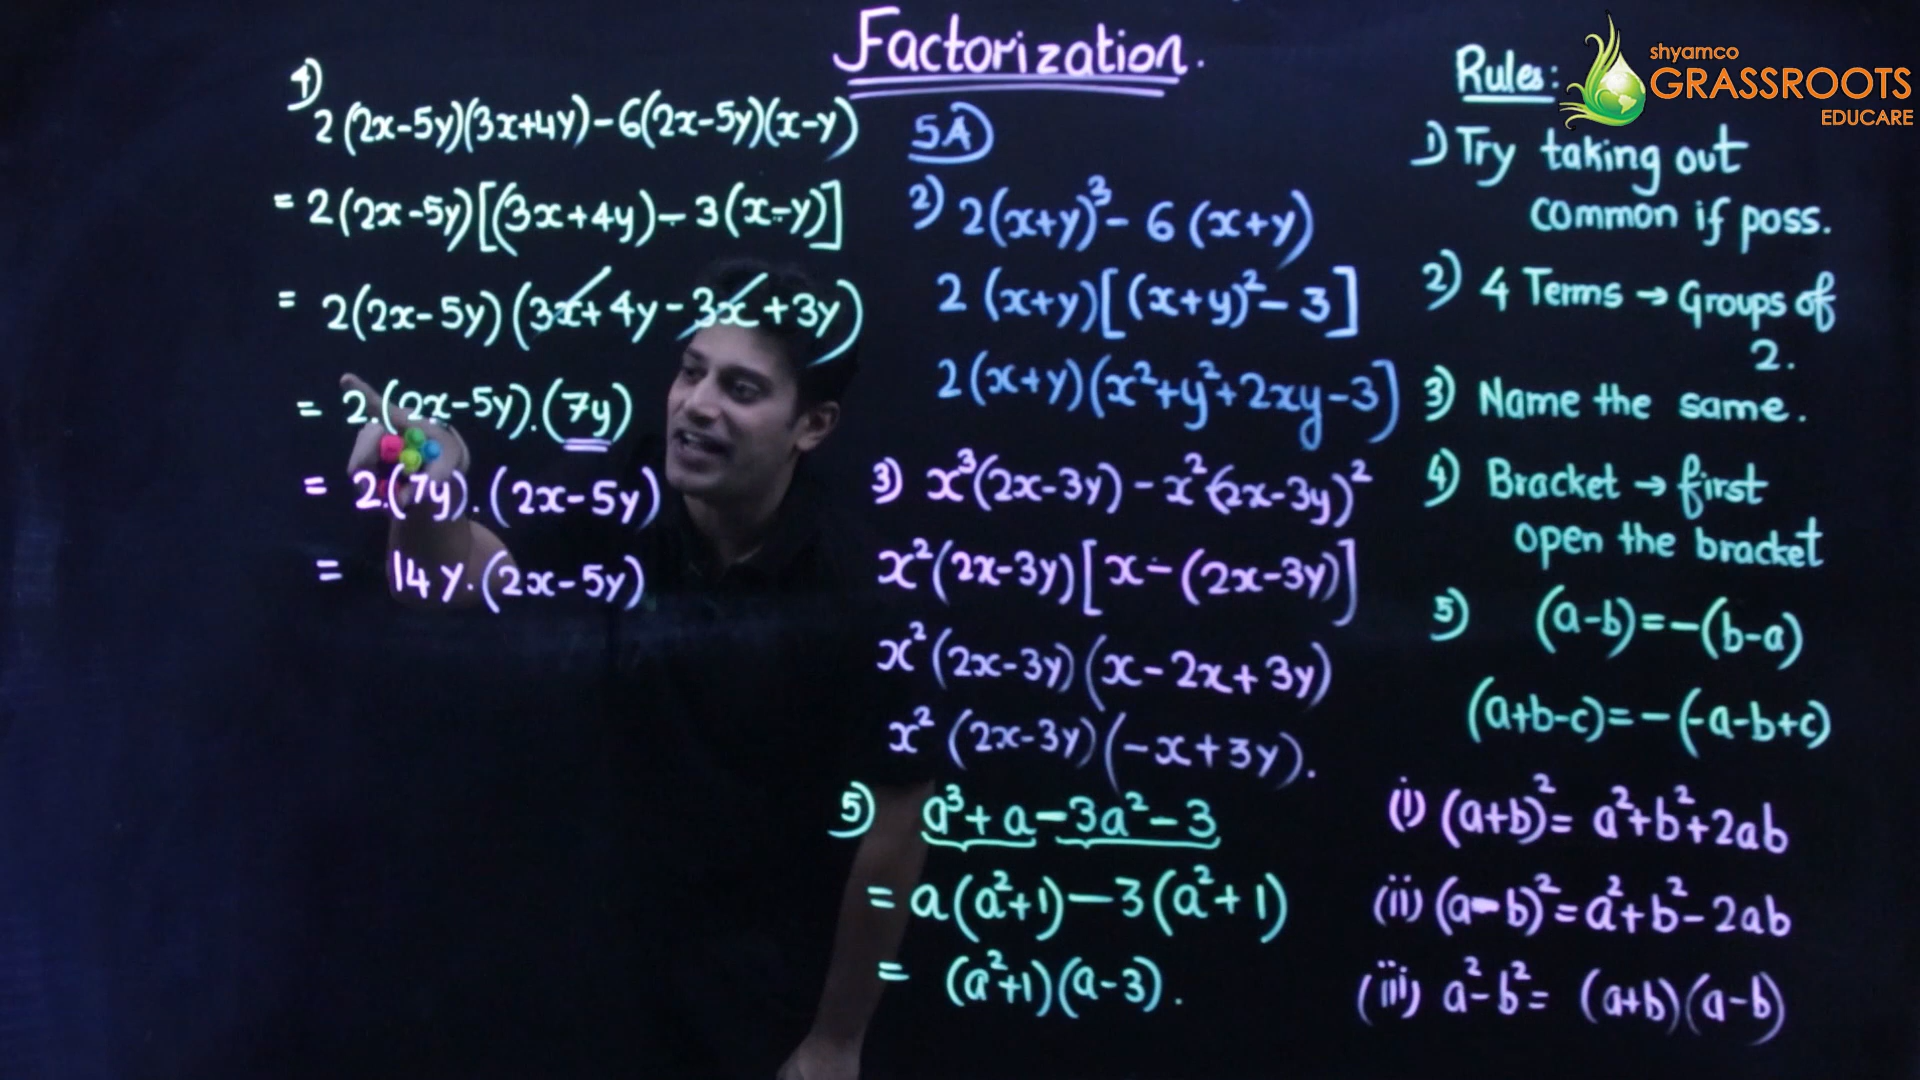 Factorization.
4)
2(2x-5y)(3x+4y)-6(2x-5y)(x-y)
= 2(2x-5y)[(3x+4y)-3(x-y)]
= 2(2x-5y)(3x+4y-3x+3y)
= 2.(2x-5y).(7y)
= 2.(7y).(2x-5y)
= 14y.(2x-5y)
5A)
2) 2(x+y)³-6(x+y)
2(x+y)[(x+y)²-3]
2(x+y)(x²+y²+2xy-3]
3) x³(2x-3y)-x²(2x-3y)²
x²(2x-3y)[x-(2x-3y)]
x²(2x-3y)(x-2x+3y)
x²(2x-3y)(-x+3y).
5) a³+a-3a²-3
= a(a²+1)-3(a²+1)
= (a²+1)(a-3).
Rules:
1) Try taking out
common if poss.
2) 4 Terms → Groups of
2.
3) Name the same.
4) Bracket → first
open the bracket
5) (a-b)=-(b-a)
(a+b-c)=-(-a-b+c)
(i) (a+b)²= a²+b²+2ab
(ii) (a-b)²=a²+b²-2ab
(iii) a²-b²= (a+b)(a-b)
shyamco
GRASSROOTS
EDUCARE